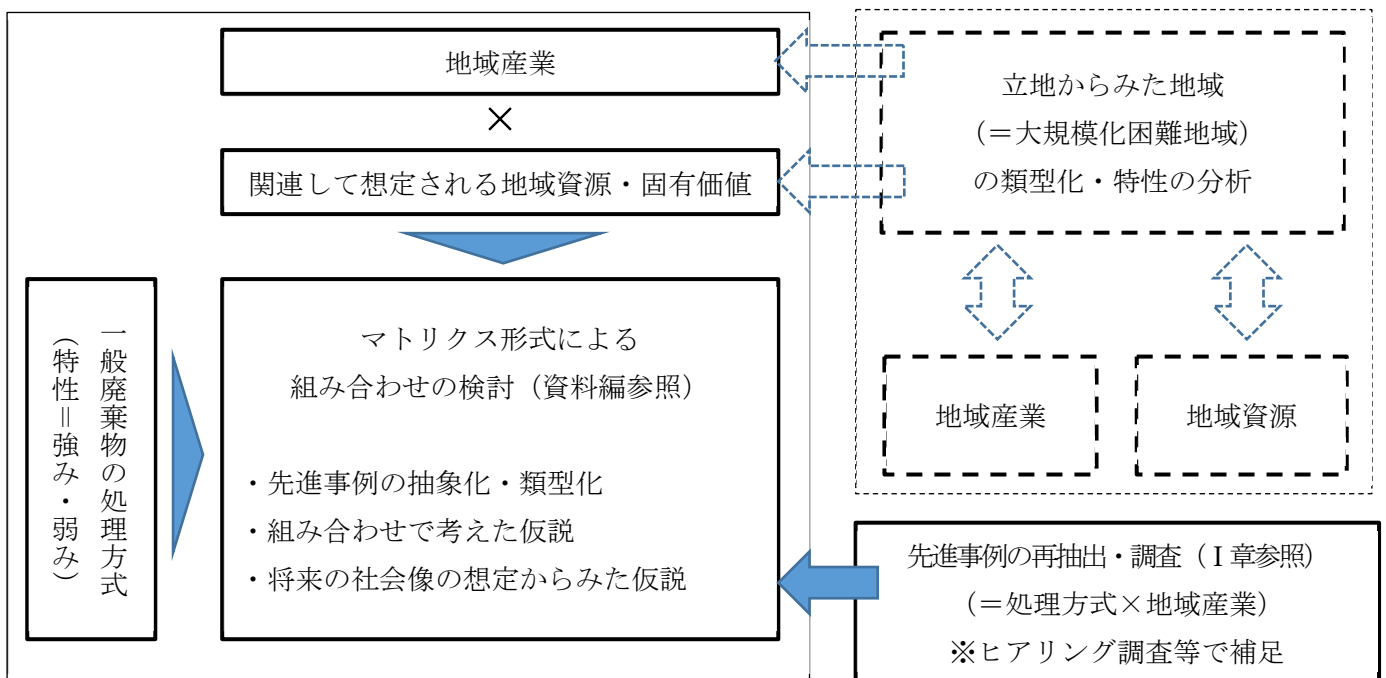 地域産業
×
関連して想定される地域資源・固有価値
一般廃棄物の処理方式
(特性＝強み・弱み)
マトリクス形式による
組み合わせの検討（資料編参照）
・先進事例の抽象化・類型化
・組み合わせで考えた仮説
・将来の社会像の想定からみた仮説
立地からみた地域
（＝大規模化困難地域）
の類型化・特性の分析
地域産業
地域資源
先進事例の再抽出・調査（Ⅰ章参照）
（＝処理方式×地域産業）
※ヒアリング調査等で補足